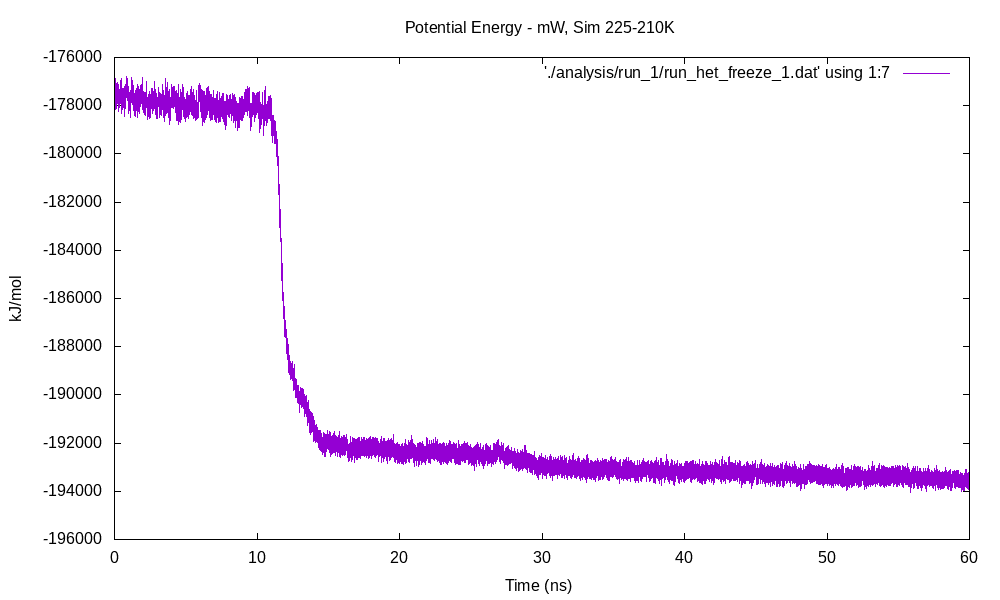 Potential Energy - mW, Sim 225-210K
'./analysis/run_1/run_het_freeze_1.dat' using 1:7
-176000
-178000
-180000
-182000
-184000
-186000
-188000
-190000
-192000
-194000
-196000
kJ/mol
0 10 20 30 40 50 60
Time (ns)